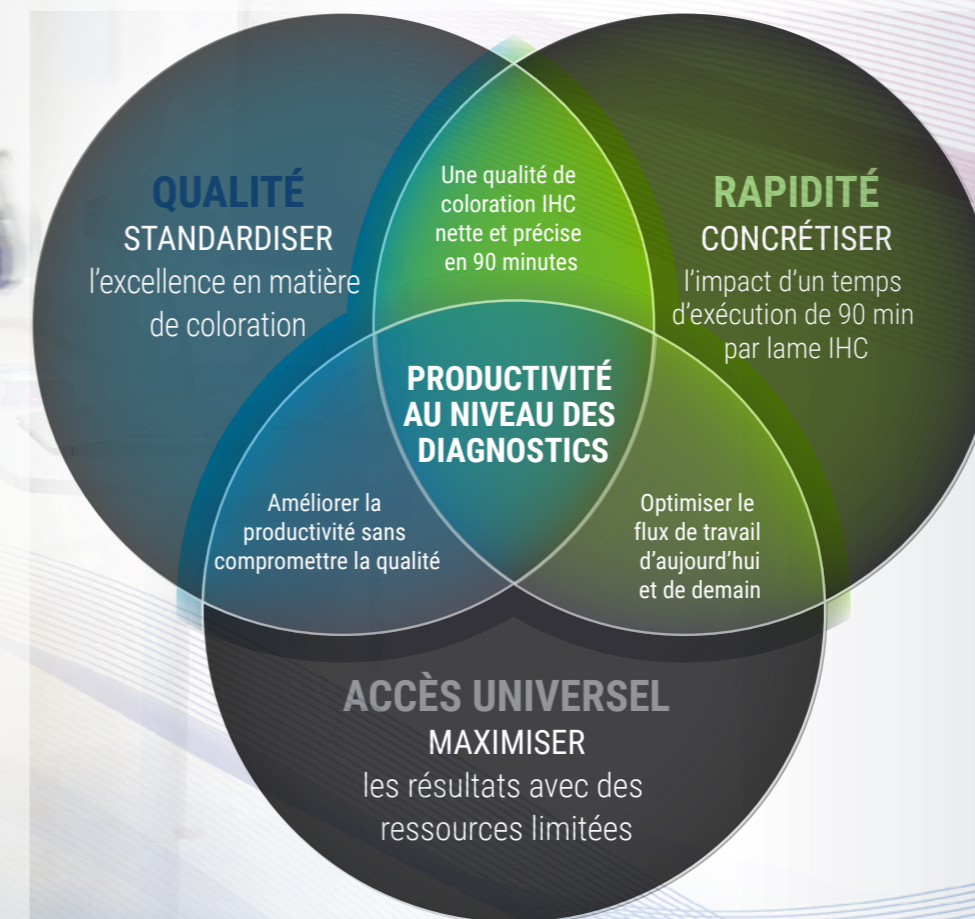 QUALITÉ
STANDARDISER
l'excellence en matière
de coloration
Une qualité de
coloration IHC
nette et précise
en 90 minutes
RAPIDITÉ
CONCRÉTISER
l'impact d'un temps
d'exécution de 90 min
par lame IHC
PRODUCTIVITÉ
AU NIVEAU DES
DIAGNOSTICS
Améliorer la
productivité sans
compromettre la qualité
Optimiser le
flux de travail
d'aujourd'hui
et de demain
ACCÈS UNIVERSEL
MAXIMISER
les résultats avec des
ressources limitées